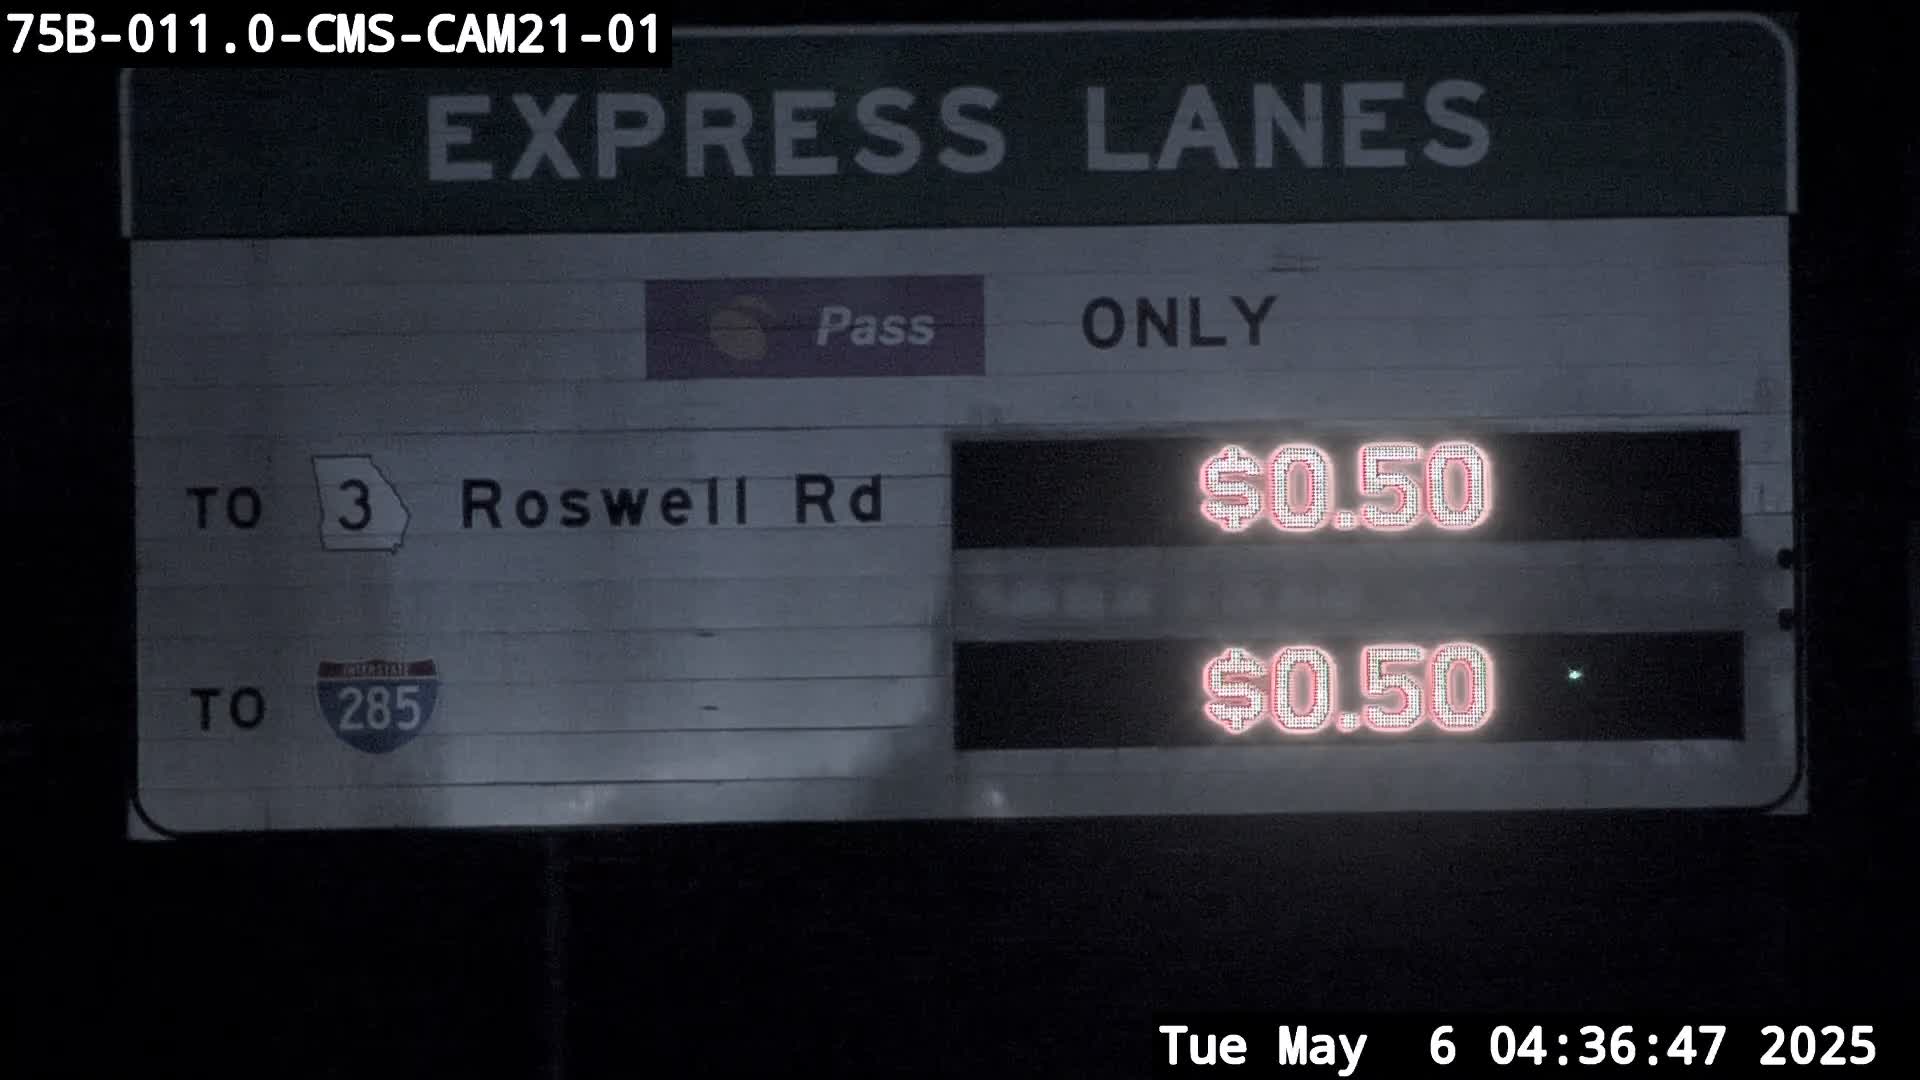 75B-011.0-CMS-CAM21-01
EXPRESS LANES
Pass ONLY
TO 3 Roswell Rd $0.50
TO INTERSTATE 285 $0.50
Tue May 6 04:36:47 2025